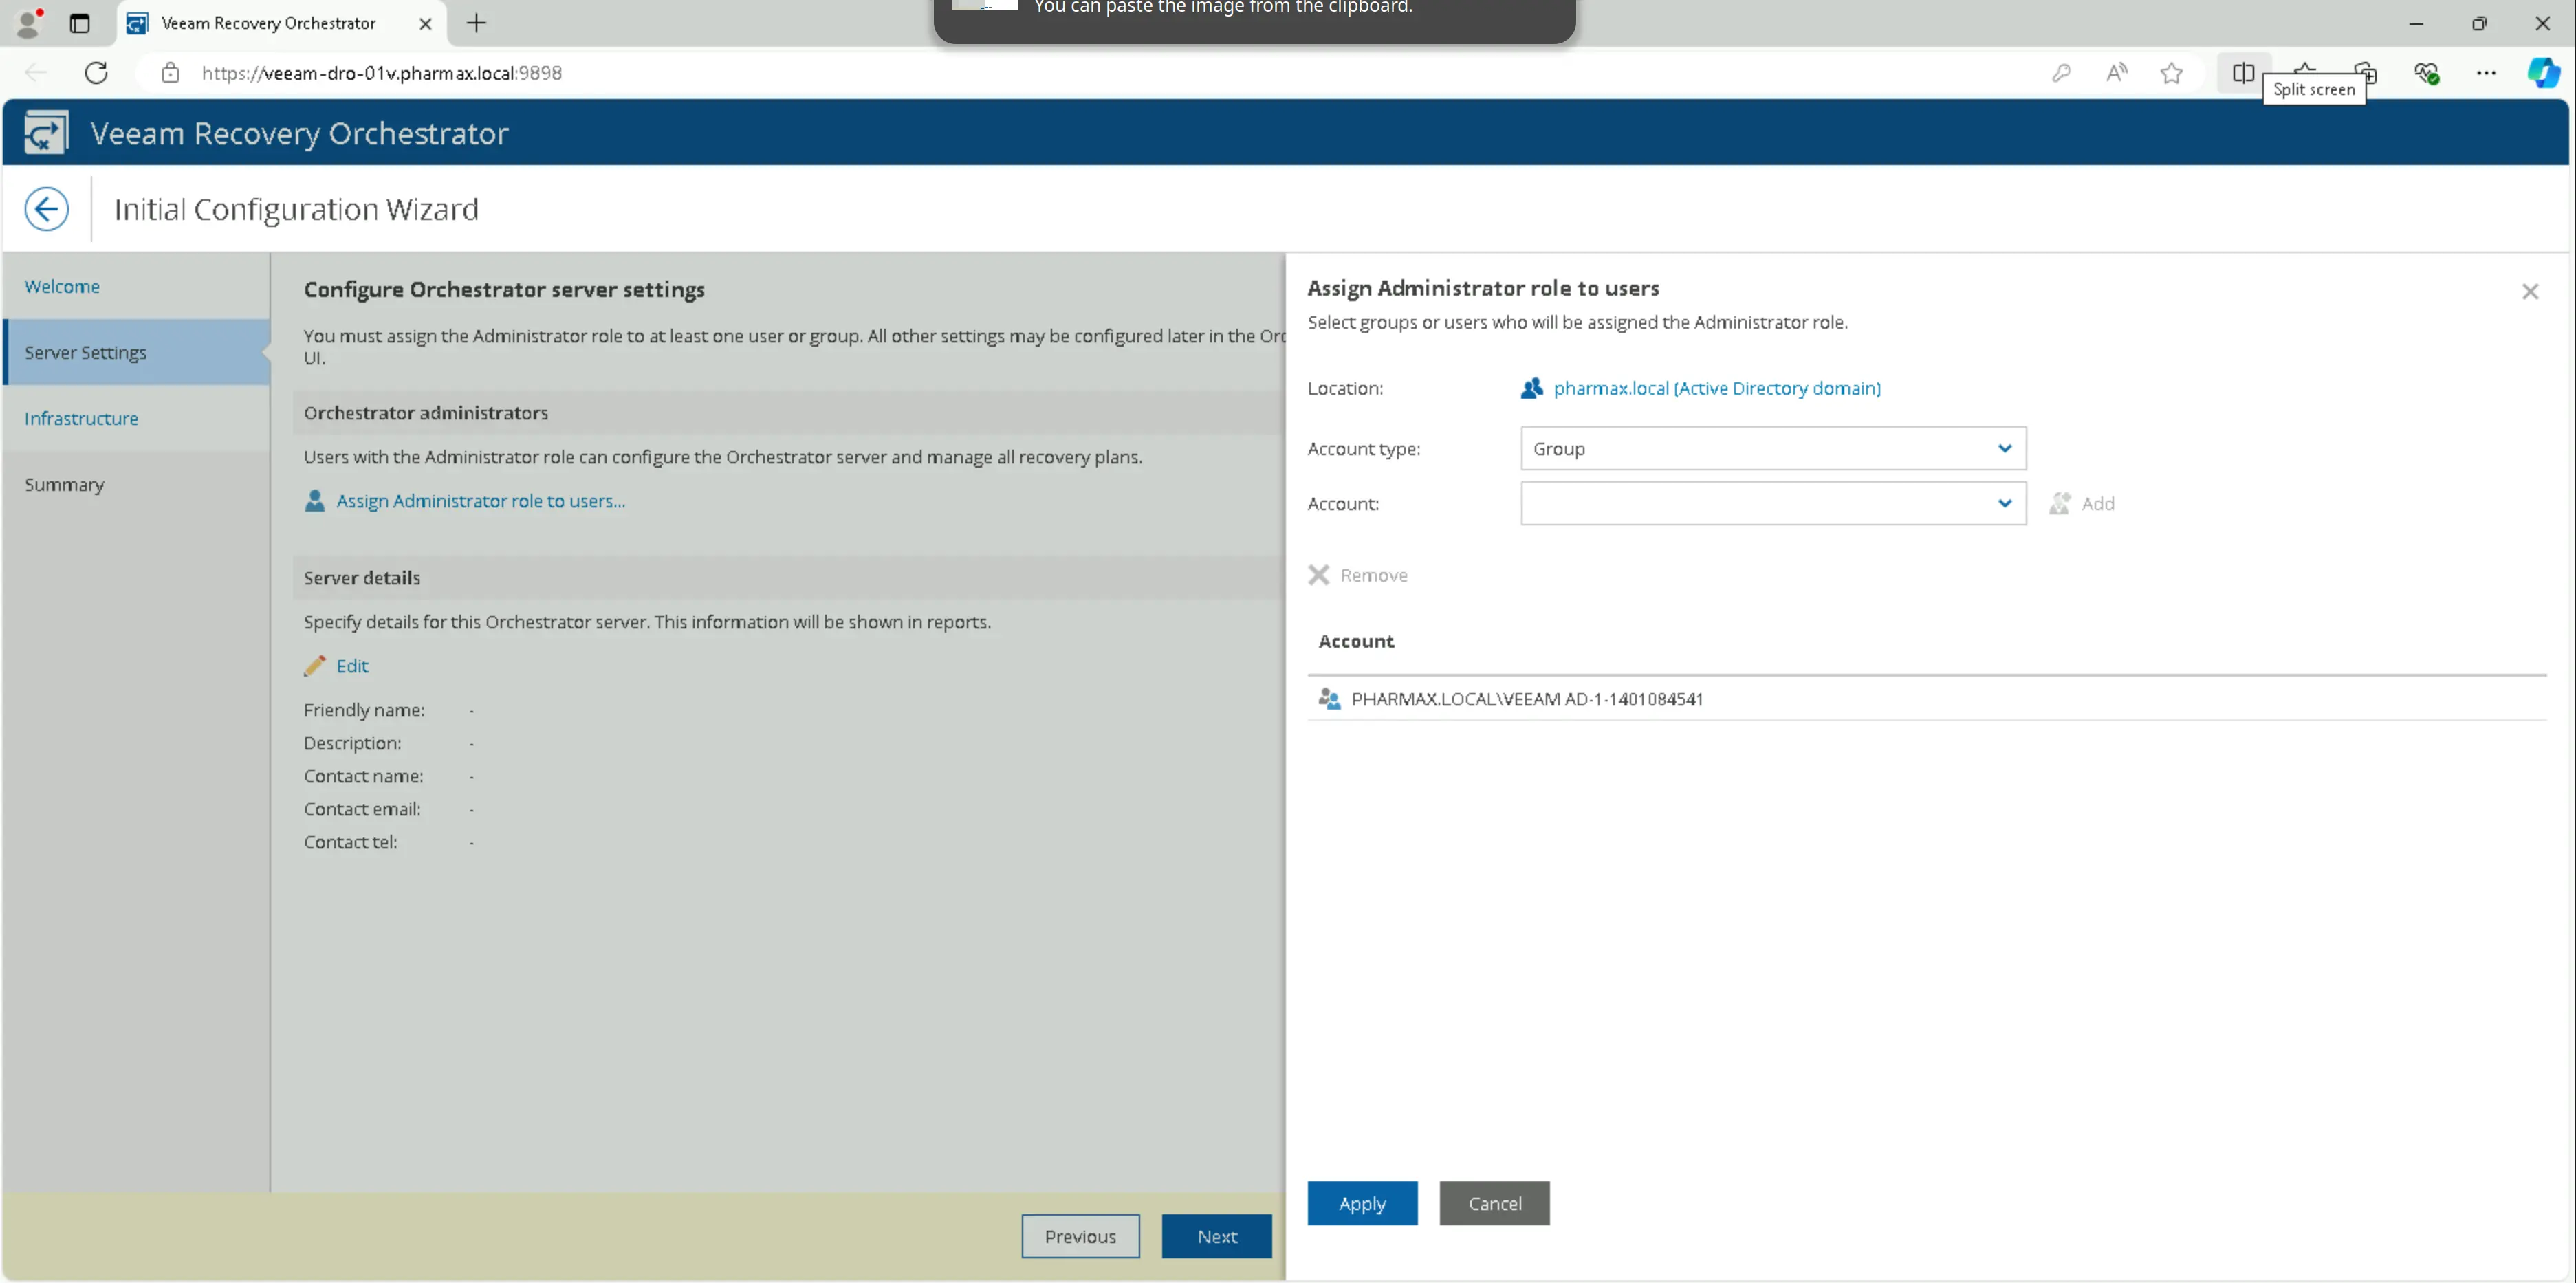 You can paste the image from the clipboard.
Veeam Recovery Orchestrator
https://veeam-dro-01v.pharmax.local:9898
Split screen
Veeam Recovery Orchestrator
Initial Configuration Wizard
Welcome
Server Settings
Infrastructure
Summary
Configure Orchestrator server settings
You must assign the Administrator role to at least one user or group. All other settings may be configured later in the Orc
UI.
Orchestrator administrators
Users with the Administrator role can configure the Orchestrator server and manage all recovery plans.
Assign Administrator role to users...
Server details
Specify details for this Orchestrator server. This information will be shown in reports.
Edit
Friendly name: -
Description: -
Contact name: -
Contact email: -
Contact tel: -
Previous Next
Assign Administrator role to users
Select groups or users who will be assigned the Administrator role.
Location: pharmax.local (Active Directory domain)
Account type: Group
Account: Add
Remove
Account
PHARMAX.LOCAL\VEEAM AD-1-1401084541
Apply Cancel